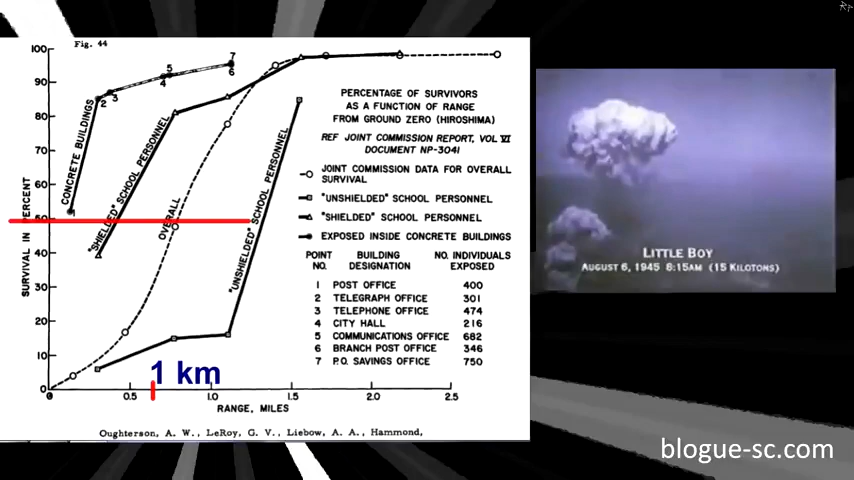 Fig. 44
100
90
80
70
60
50
40
30
20
10
0
SURVIVAL IN PERCENT
0.5
1.0
1.5
2.0
2.5
RANGE, MILES
1 km
CONCRETE BUILDINGS
"SHIELDED" SCHOOL PERSONNEL
OVERALL
"UNSHIELDED" SCHOOL PERSONNEL
1
2
3
4
5
6
7
PERCENTAGE OF SURVIVORS
AS A FUNCTION OF RANGE
FROM GROUND ZERO (HIROSHIMA)
REF JOINT COMMISSION REPORT, VOL VI
DOCUMENT NP-3041
JOINT COMMISSION DATA FOR OVERALL
SURVIVAL
"UNSHIELDED" SCHOOL PERSONNEL
"SHIELDED" SCHOOL PERSONNEL
EXPOSED INSIDE CONCRETE BUILDINGS
POINT NO. BUILDING DESIGNATION NO. INDIVIDUALS EXPOSED
1 POST OFFICE 400
2 TELEGRAPH OFFICE 301
3 TELEPHONE OFFICE 474
4 CITY HALL 216
5 COMMUNICATIONS OFFICE 682
6 BRANCH POST OFFICE 346
7 P.O. SAVINGS OFFICE 750
Oughterson, A. W., LeRoy, G. V., Liebow, A. A., Hammond,
LITTLE BOY
AUGUST 6, 1945 8:15AM (15 KILOTONS)
blogue-sc.com